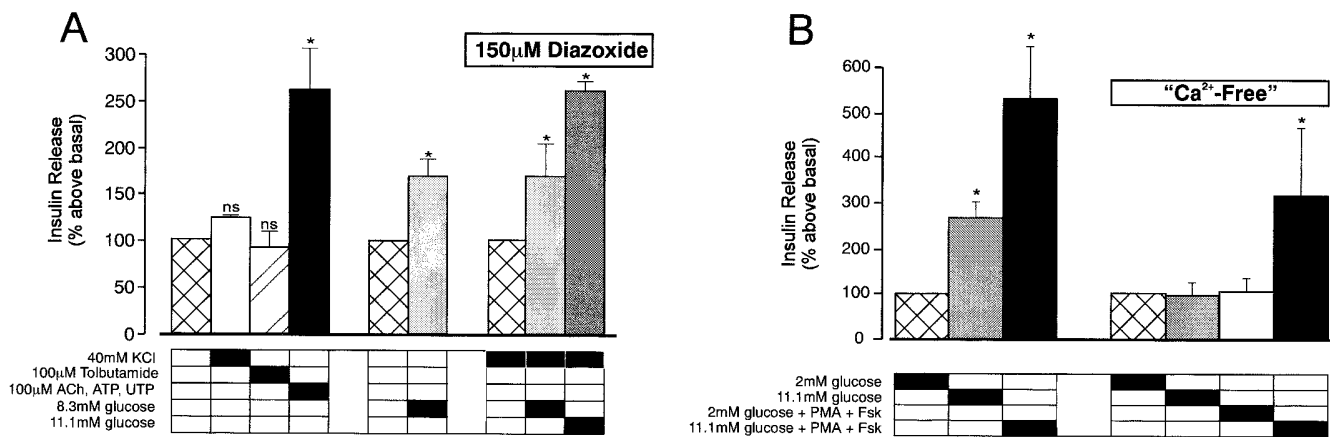 A
150μM Diazoxide
Insulin Release
(% above basal)
300
250
200
150
100
50
0
*
ns
ns
*
*
*
40mM KCl
100μM Tolbutamide
100μM ACh, ATP, UTP
8.3mM glucose
11.1mM glucose
B
"Ca²⁺-Free"
Insulin Release
(% above basal)
600
500
400
300
200
100
0
*
*
*
2mM glucose
11.1mM glucose
2mM glucose + PMA + Fsk
11.1mM glucose + PMA + Fsk